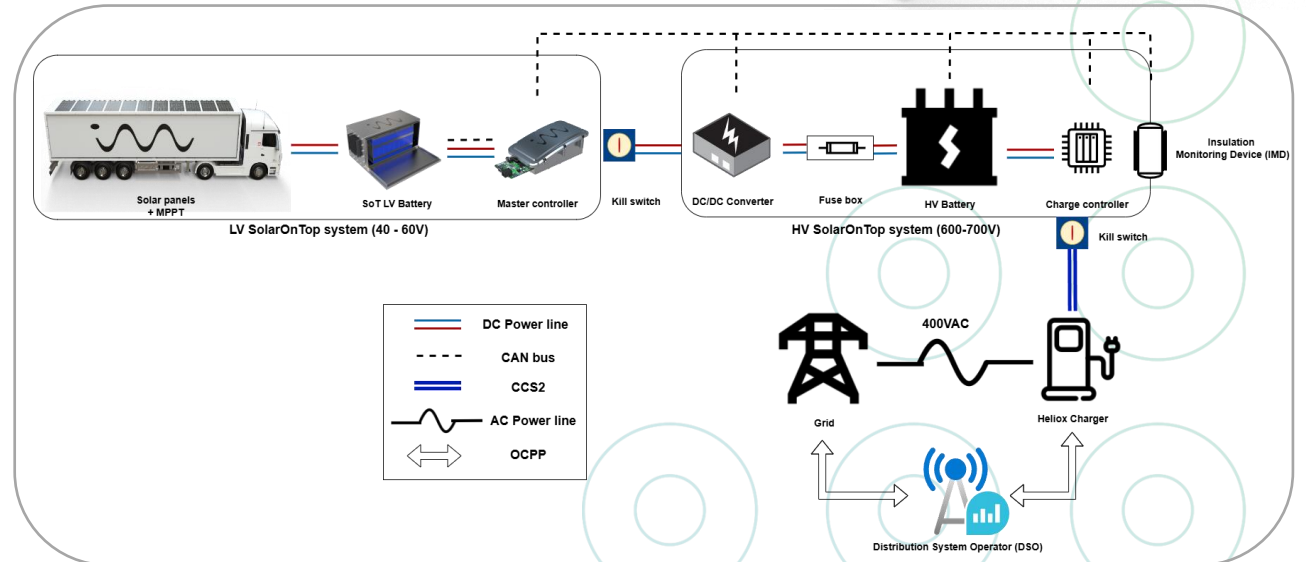 Solar panels
+ MPPT
SoT LV Battery
Master controller
LV SolarOnTop system (40 - 60V)
Kill switch
DC/DC Converter
Fuse box
HV Battery
Charge controller
HV SolarOnTop system (600-700V)
Insulation
Monitoring Device (IMD)
Kill switch
DC Power line
CAN bus
CCS2
AC Power line
OCPP
400VAC
Grid
Heliox Charger
Distribution System Operator (DSO)